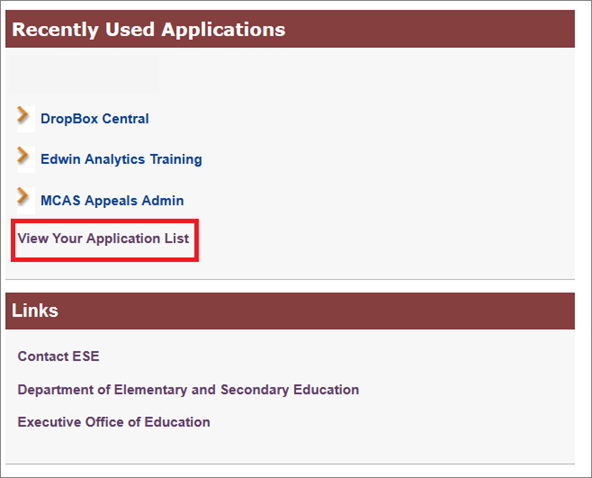 Recently Used Applications
DropBox Central
Edwin Analytics Training
MCAS Appeals Admin
View Your Application List
Links
Contact ESE
Department of Elementary and Secondary Education
Executive Office of Education